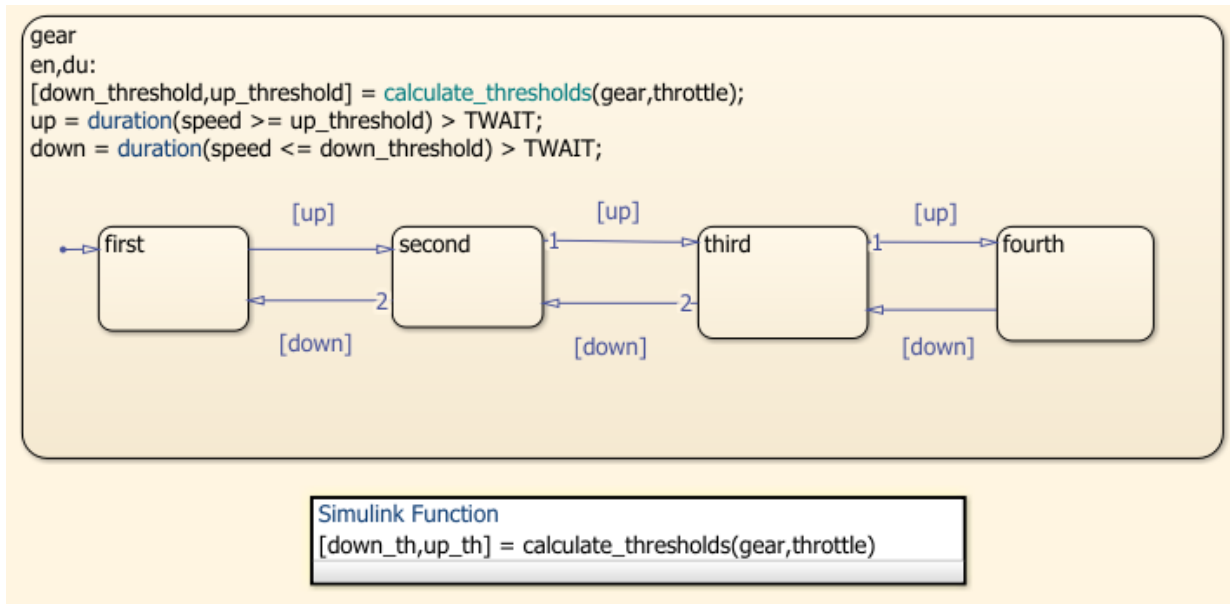 gear
en,du:
[down_threshold,up_threshold] = calculate_thresholds(gear,throttle);
up = duration(speed >= up_threshold) > TWAIT;
down = duration(speed <= down_threshold) > TWAIT;
[up]
[up]
[up]
first
second
1
third
1
fourth
2
2
[down]
[down]
[down]
Simulink Function
[down_th,up_th] = calculate_thresholds(gear,throttle)